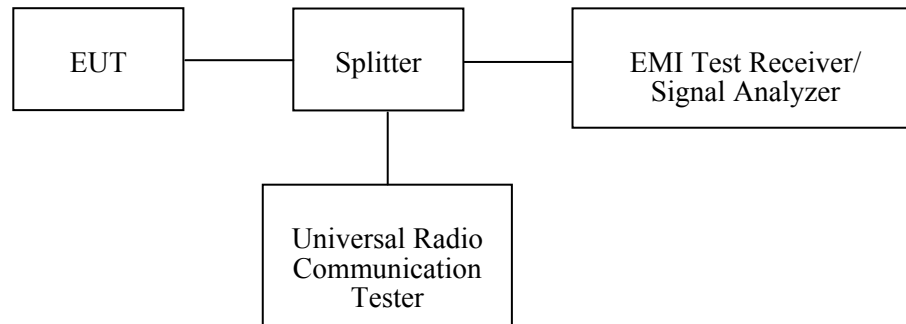 EUT
Splitter
EMI Test Receiver/
Signal Analyzer
Universal Radio
Communication
Tester